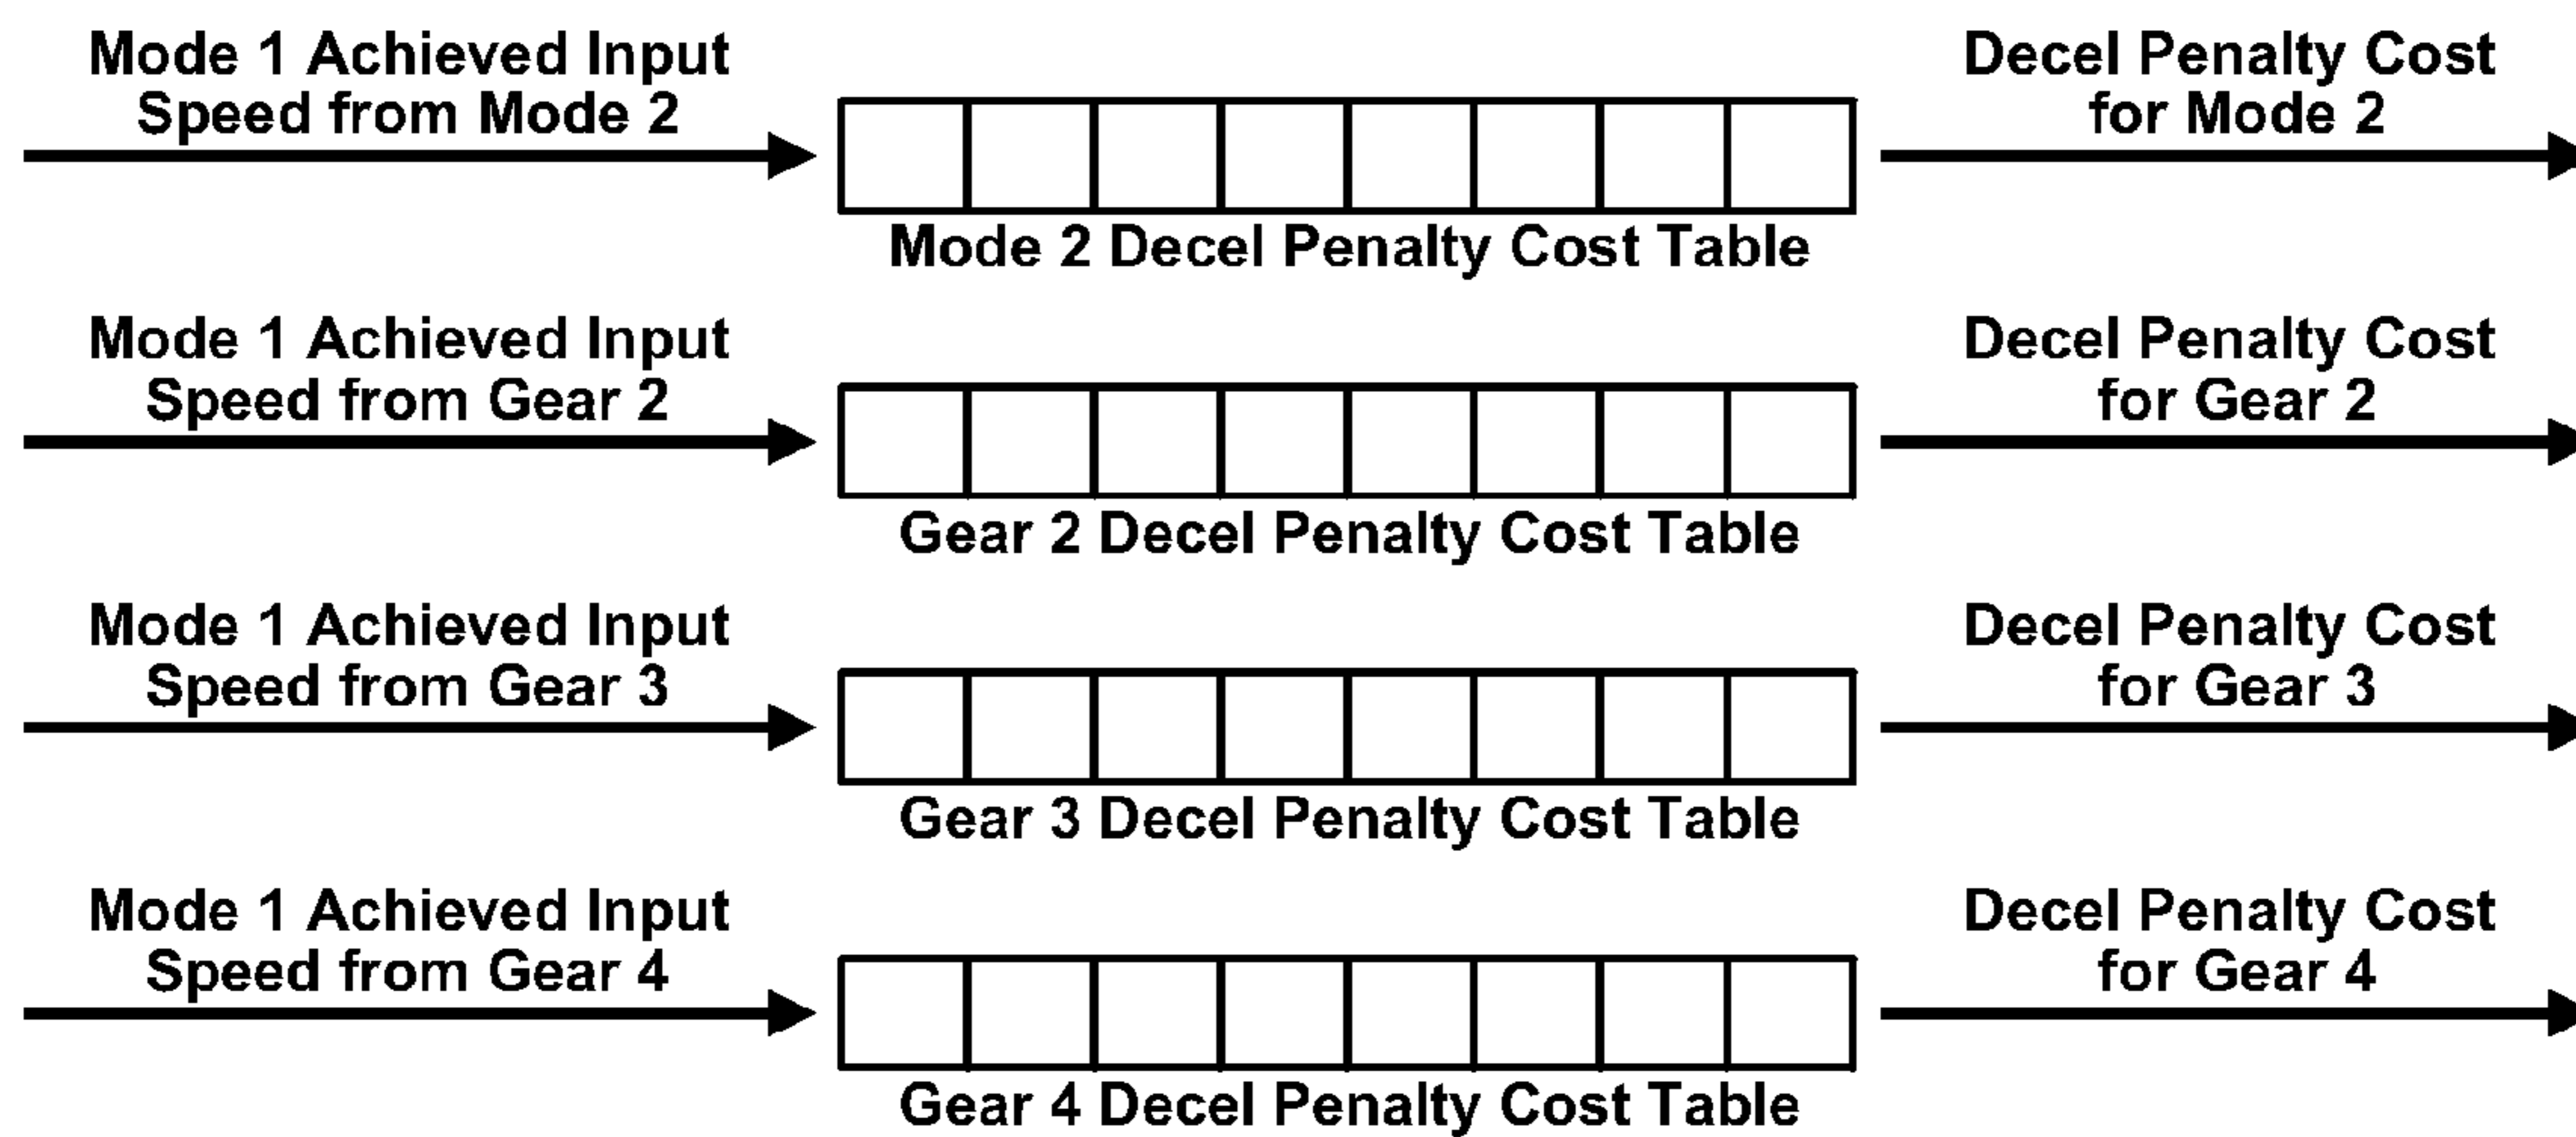 Mode 1 Achieved Input
Speed from Mode 2
Decel Penalty Cost
for Mode 2
Mode 2 Decel Penalty Cost Table
Mode 1 Achieved Input
Speed from Gear 2
Decel Penalty Cost
for Gear 2
Gear 2 Decel Penalty Cost Table
Mode 1 Achieved Input
Speed from Gear 3
Decel Penalty Cost
for Gear 3
Gear 3 Decel Penalty Cost Table
Mode 1 Achieved Input
Speed from Gear 4
Decel Penalty Cost
for Gear 4
Gear 4 Decel Penalty Cost Table